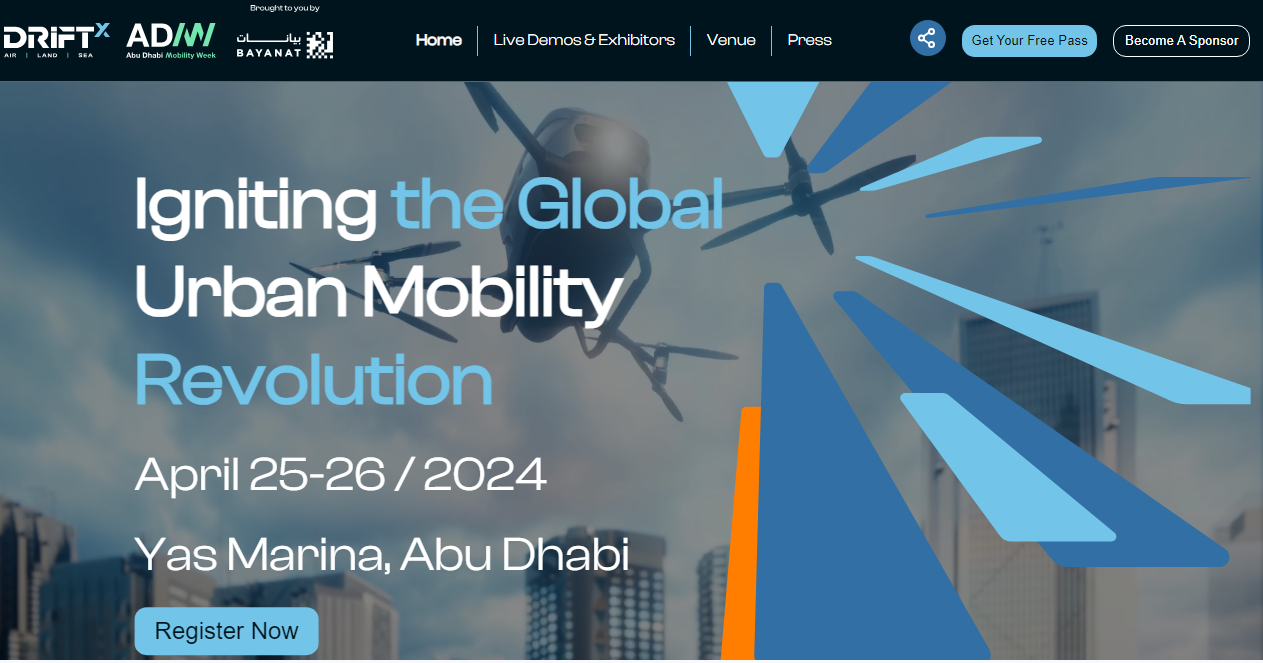 Brought to you by
DRiFTX
AIR | LAND | SEA
ADMW
Abu Dhabi Mobility Week
بيانات
BAYANAT
Home
Live Demos & Exhibitors
Venue
Press
Get Your Free Pass
Become A Sponsor
Igniting the Global
Urban Mobility
Revolution
April 25-26 / 2024
Yas Marina, Abu Dhabi
Register Now